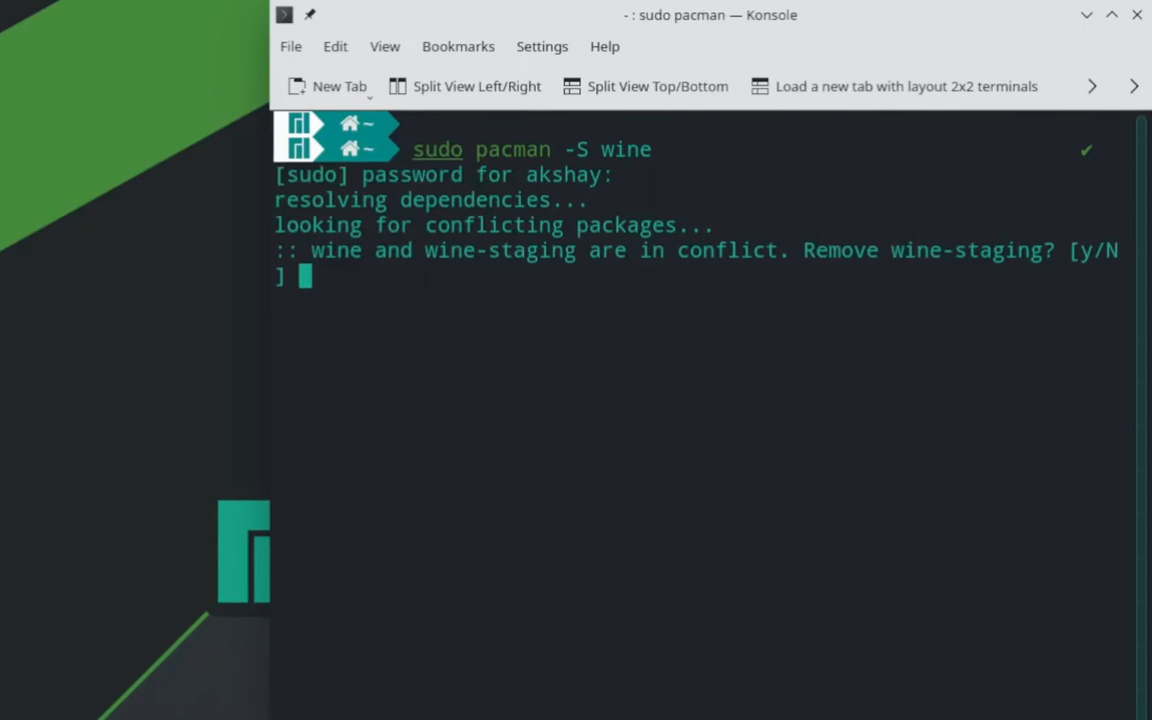 - : sudo pacman — Konsole
File Edit View Bookmarks Settings Help
New Tab Split View Left/Right Split View Top/Bottom Load a new tab with layout 2x2 terminals
~
~ sudo pacman -S wine ✔
[sudo] password for akshay:
resolving dependencies...
looking for conflicting packages...
:: wine and wine-staging are in conflict. Remove wine-staging? [y/N
]